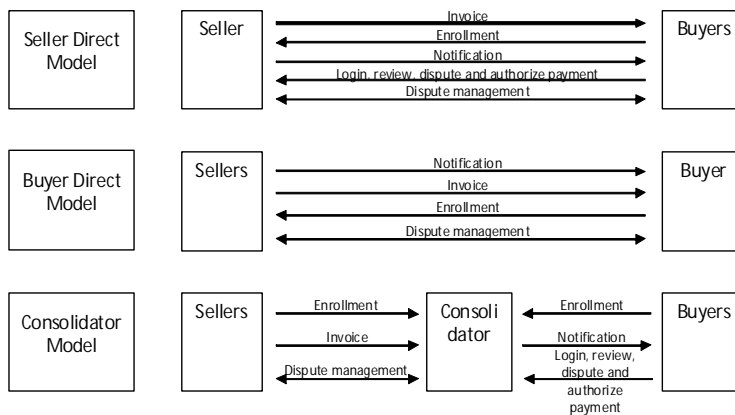 Seller Direct
Model
Seller
Invoice
Enrollment
Notification
Login, review, dispute and authorize payment
Dispute management
Buyers
Buyer Direct
Model
Sellers
Notification
Invoice
Enrollment
Dispute management
Buyer
Consolidator
Model
Sellers
Enrollment
Invoice
Dispute management
Consoli
dator
Enrollment
Notification
Login, review,
dispute and
authorize
payment
Buyers